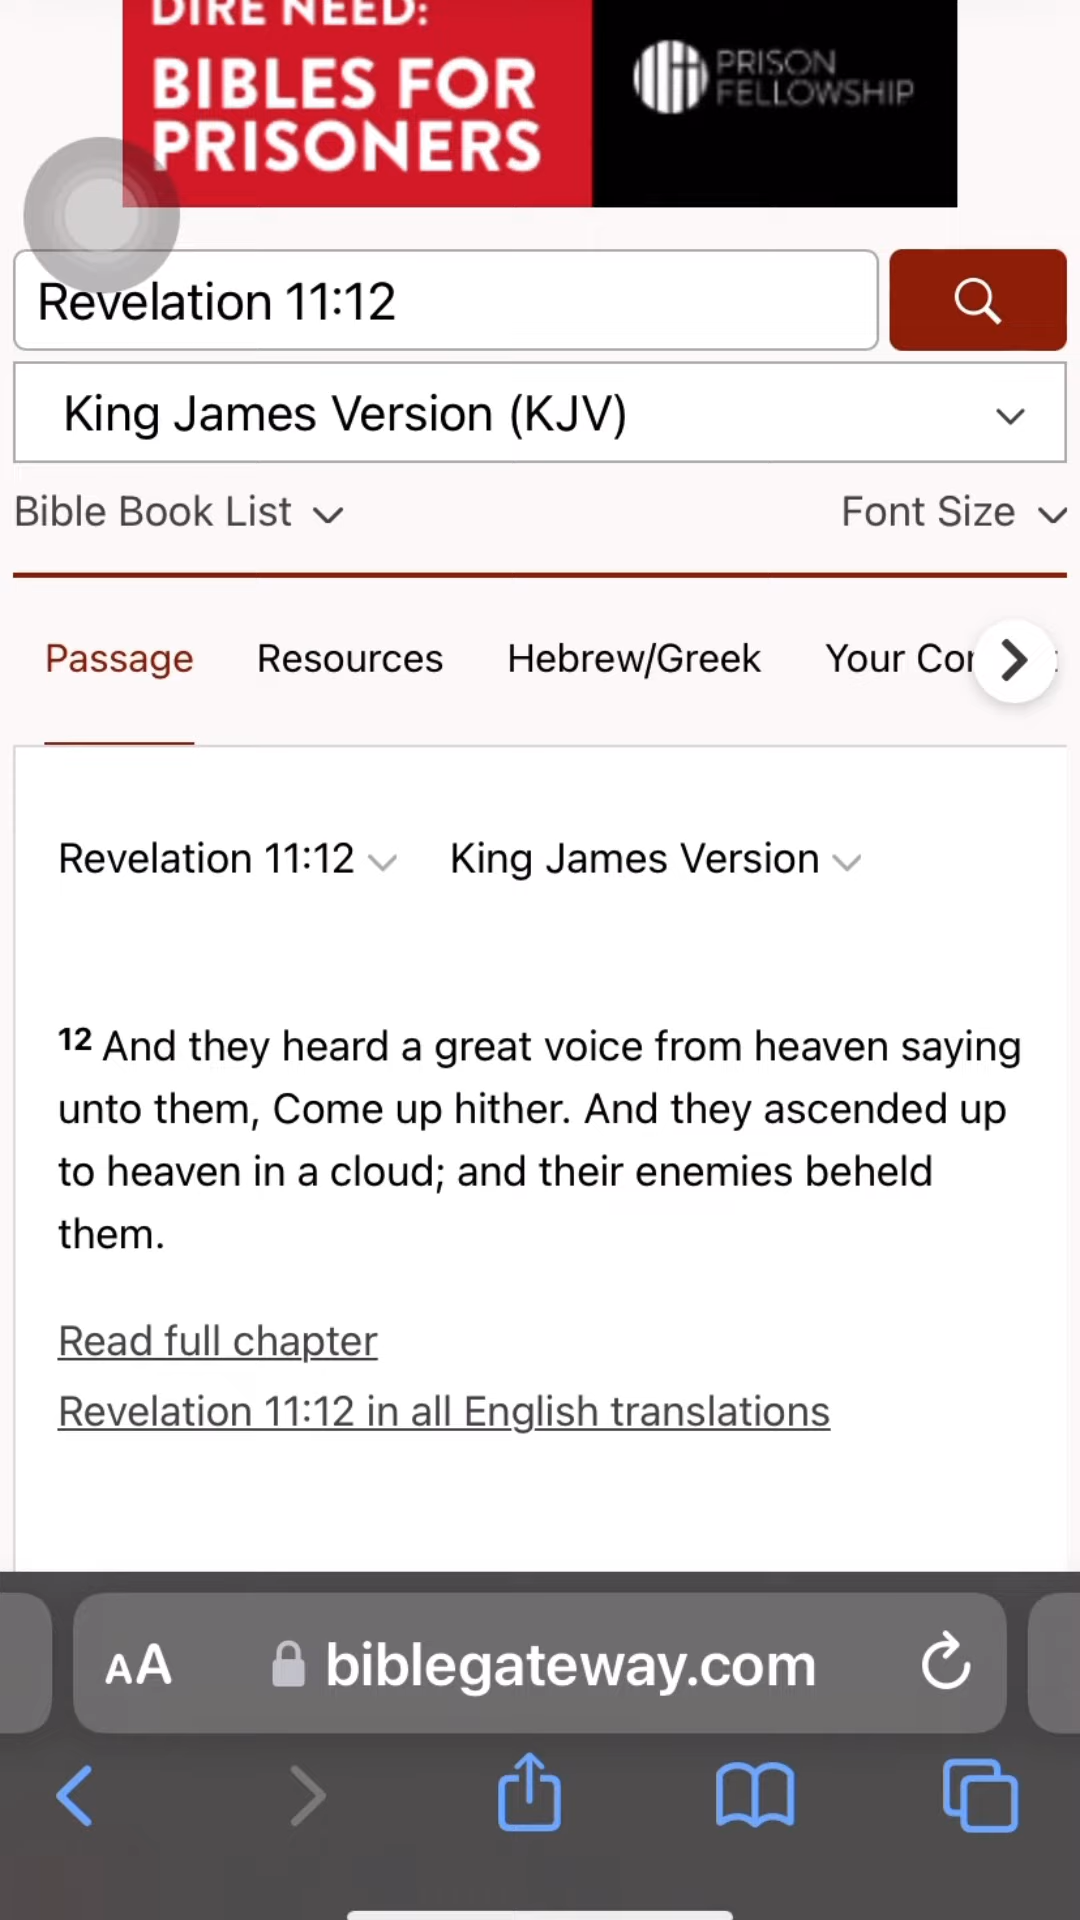 DIRE NEED:
BIBLES FOR
PRISONERS
PRISON
FELLOWSHIP
Revelation 11:12
King James Version (KJV)
Bible Book List
Font Size
Passage Resources Hebrew/Greek Your
Revelation 11:12 King James Version
12 And they heard a great voice from heaven saying
unto them, Come up hither. And they ascended up
to heaven in a cloud; and their enemies beheld
them.
Read full chapter
Revelation 11:12 in all English translations
AA biblegateway.com